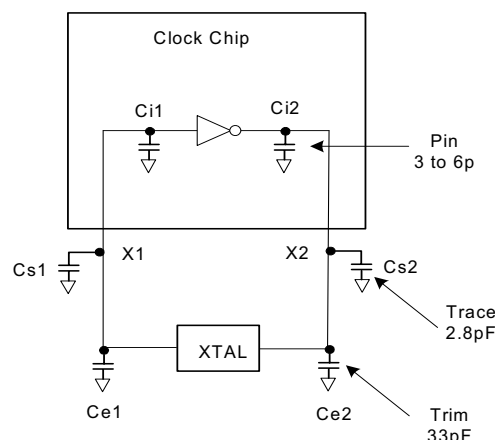 Clock Chip
Ci1
Ci2
Pin
3 to 6p
X1
X2
Cs1
Cs2
Trace
2.8pF
XTAL
Ce1
Ce2
Trim
33pF